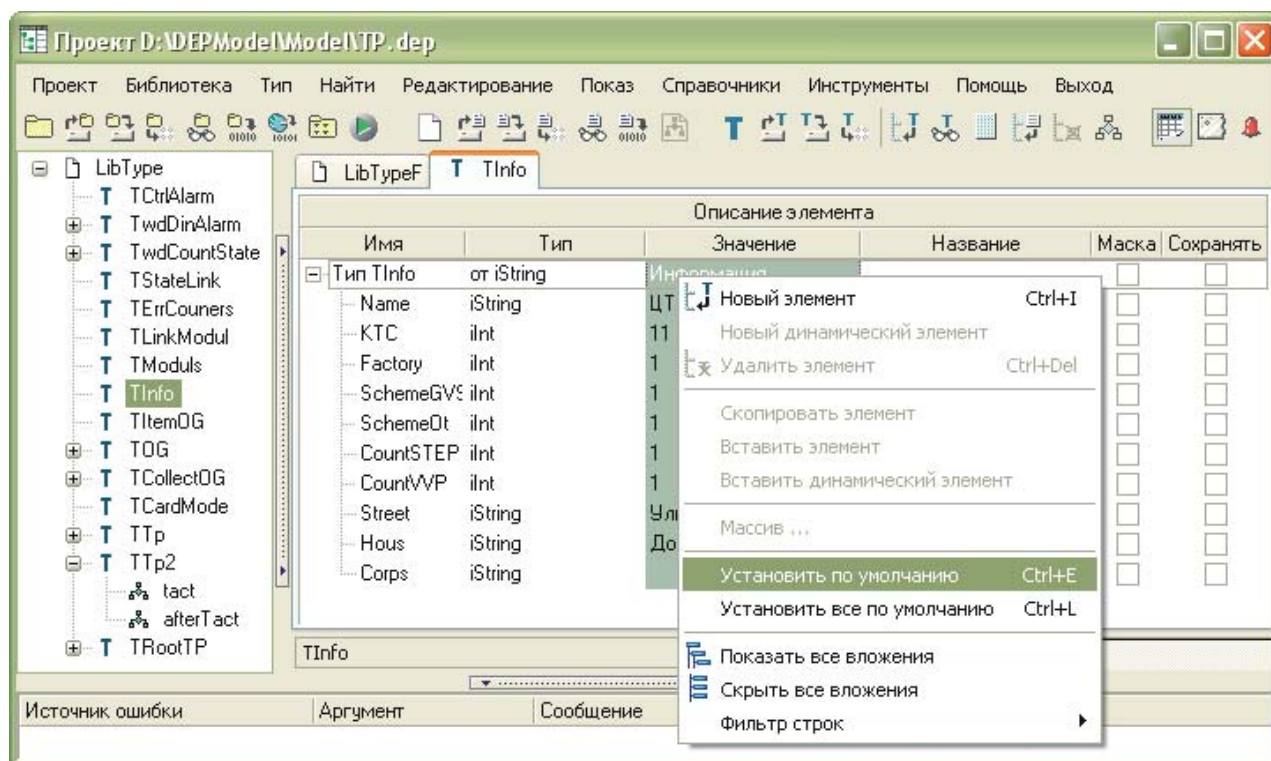 Проект D:\DEPModel\Model\TP.dep
Проект Библиотека Тип Найти Редактирование Показ Справочники Инструменты Помощь Выход
LibType
TCtrlAlarm
TwdDinAlarm
TwdCountState
TStateLink
TErrCouners
TLinkModul
TModuls
TInfo
TItemOG
TOG
TCollectOG
TCardMode
TTp
TTp2
tact
afterTact
TRootTP
LibTypeF TInfo
Описание элемента
Имя Тип Значение Название Маска Сохранять
Тип TInfo от iString Информация
Name iString ЦТ
KTC iInt 11
Factory iInt 1
SchemeGVS iInt 1
SchemeOt iInt 1
CountSTEP iInt 1
CountVVP iInt 1
Street iString Ули
Hous iString До
Corps iString
Новый элемент Ctrl+I
Новый динамический элемент
Удалить элемент Ctrl+Del
Скопировать элемент
Вставить элемент
Вставить динамический элемент
Массив ...
Установить по умолчанию Ctrl+E
Установить все по умолчанию Ctrl+L
Показать все вложения
Скрыть все вложения
Фильтр строк
TInfo
Источник ошибки Аргумент Сообщение